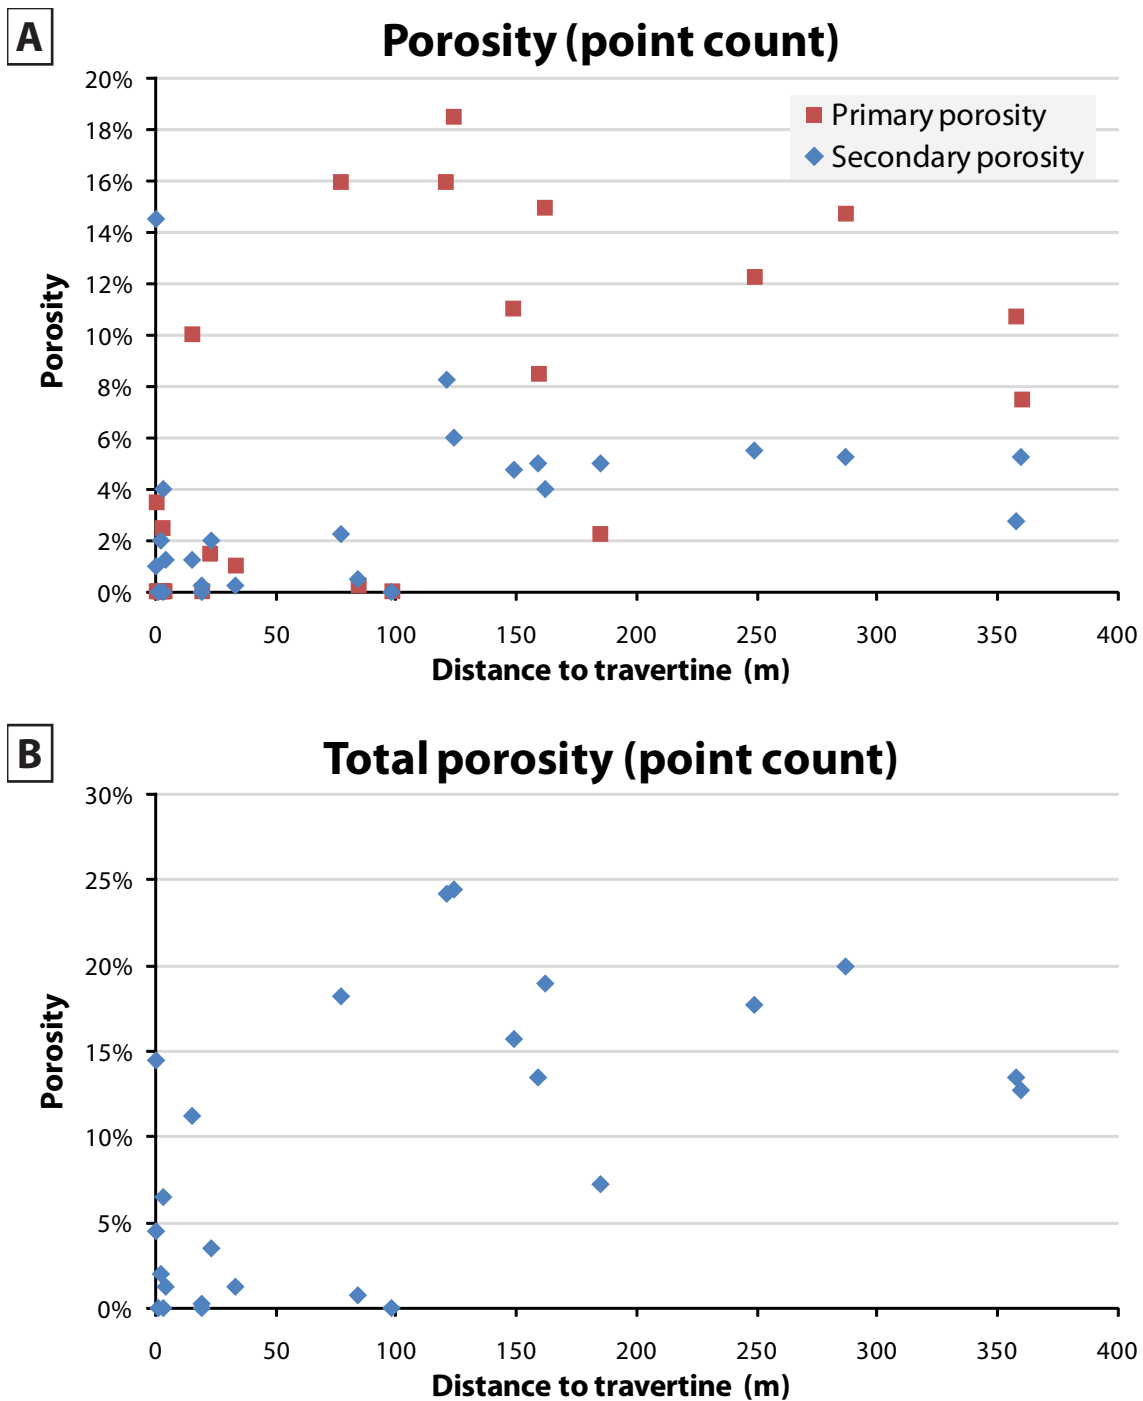 A
Porosity (point count)
20%
18%
16%
14%
12%
10%
8%
6%
4%
2%
0%
Porosity
Primary porosity
Secondary porosity
0 50 100 150 200 250 300 350 400
Distance to travertine (m)
B
Total porosity (point count)
30%
25%
20%
15%
10%
5%
0%
Porosity
0 50 100 150 200 250 300 350 400
Distance to travertine (m)